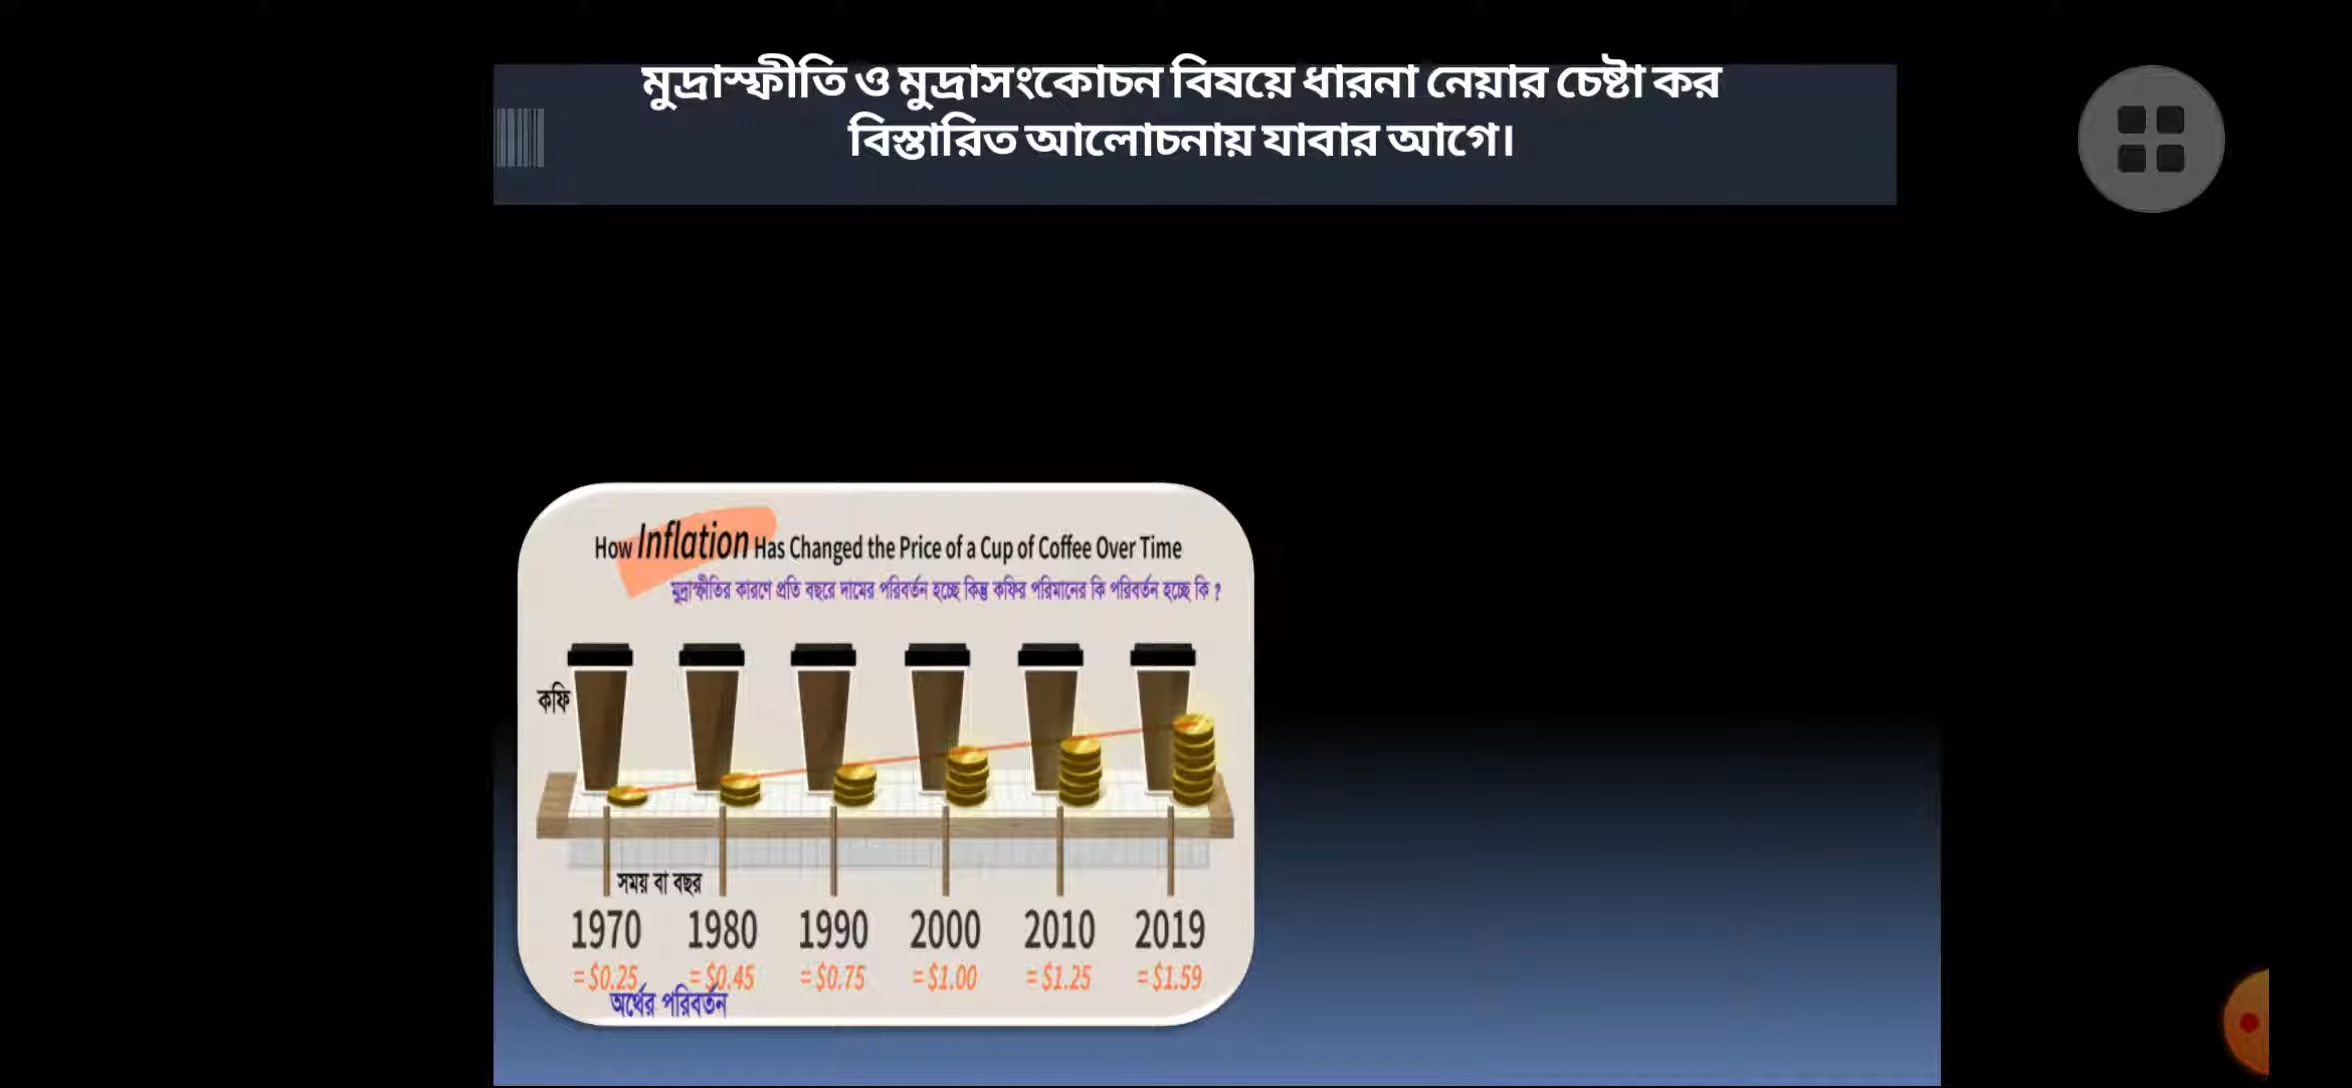 মুদ্রাস্ফীতি ও মুদ্রাসংকোচন বিষয়ে ধারনা নেয়ার চেষ্টা কর
বিস্তারিত আলোচনায় যাবার আগে।
How Inflation Has Changed the Price of a Cup of Coffee Over Time
মুদ্রাস্ফীতির কারণে প্রতি বছরে দামের পরিবর্তন হচ্ছে কিন্তু কফির পরিমানের কি পরিবর্তন হচ্ছে কি ?
কফি
সময় বা বছর
1970 1980 1990 2000 2010 2019
= $0.25 = $0.45 = $0.75 = $1.00 = $1.25 = $1.59
অর্থের পরিবর্তন